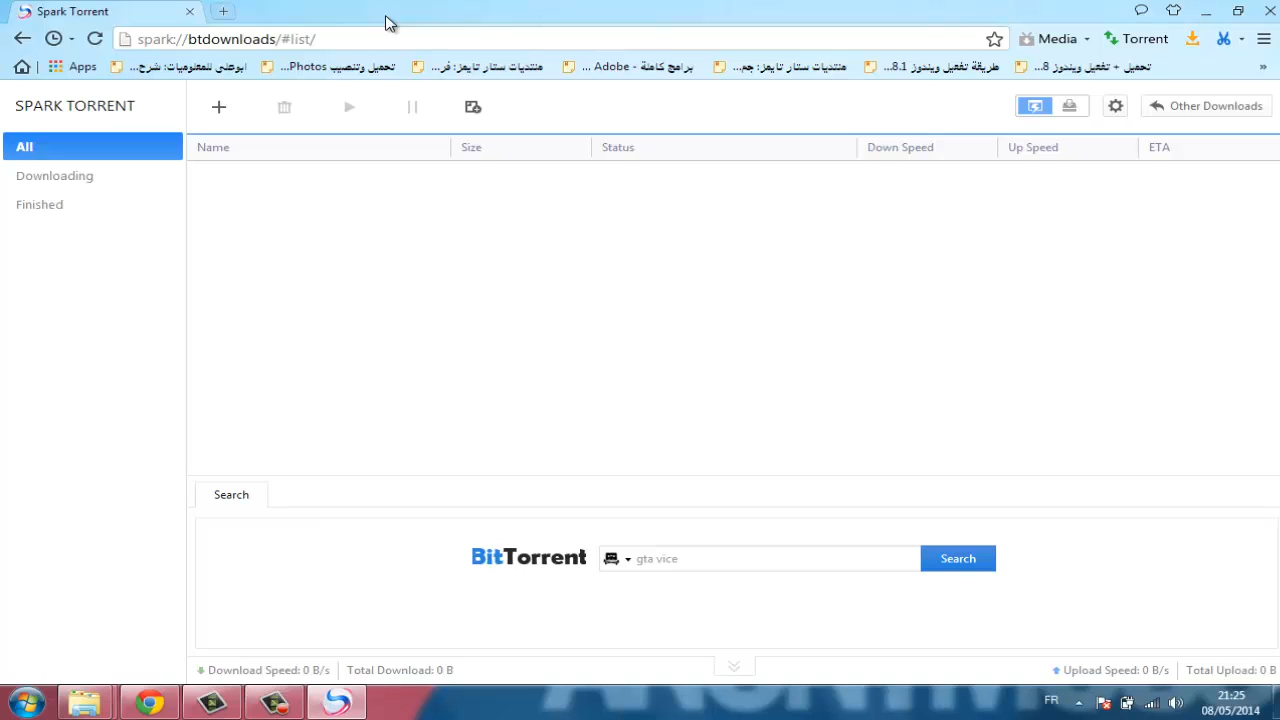 Spark Torrent
spark://btdownloads/#list/
Media
Torrent
Apps
ابوعلي للمعلوميات: شرح...
تحميل وتنصيب Photos...
منتديات ستار تايمز: فر...
برامج كاملة - Adobe ...
منتديات ستار تايمز: جم...
طريقة تفعيل ويندوز 8.1...
تحميل + تفعيل ويندوز 8...
»
SPARK TORRENT
Other Downloads
All
Downloading
Finished
Name
Size
Status
Down Speed
Up Speed
ETA
Search
BitTorrent
gta vice
Search
Download Speed: 0 B/s
Total Download: 0 B
Upload Speed: 0 B/s
Total Upload: 0 B
FR
21:25
08/05/2014